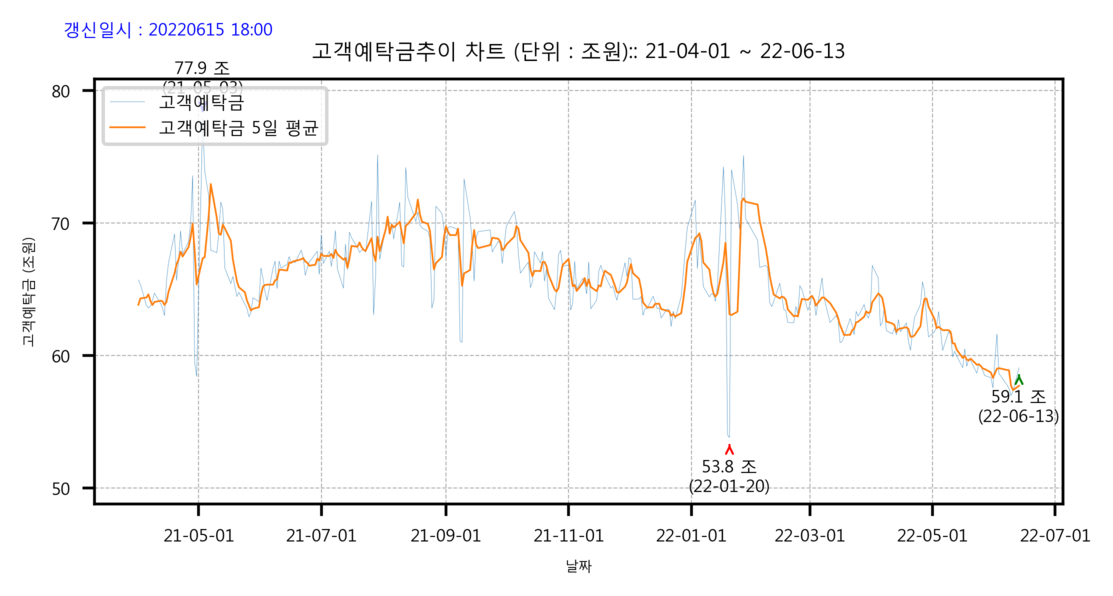 갱신일시 : 20220615 18:00
고객예탁금추이 차트 (단위 : 조원):: 21-04-01 ~ 22-06-13
77.9 조
(21-05-03)
고객예탁금
고객예탁금 5일 평균
80
70
60
50
고객예탁금 (조원)
59.1 조
(22-06-13)
53.8 조
(22-01-20)
21-05-01
21-07-01
21-09-01
21-11-01
22-01-01
22-03-01
22-05-01
22-07-01
날짜